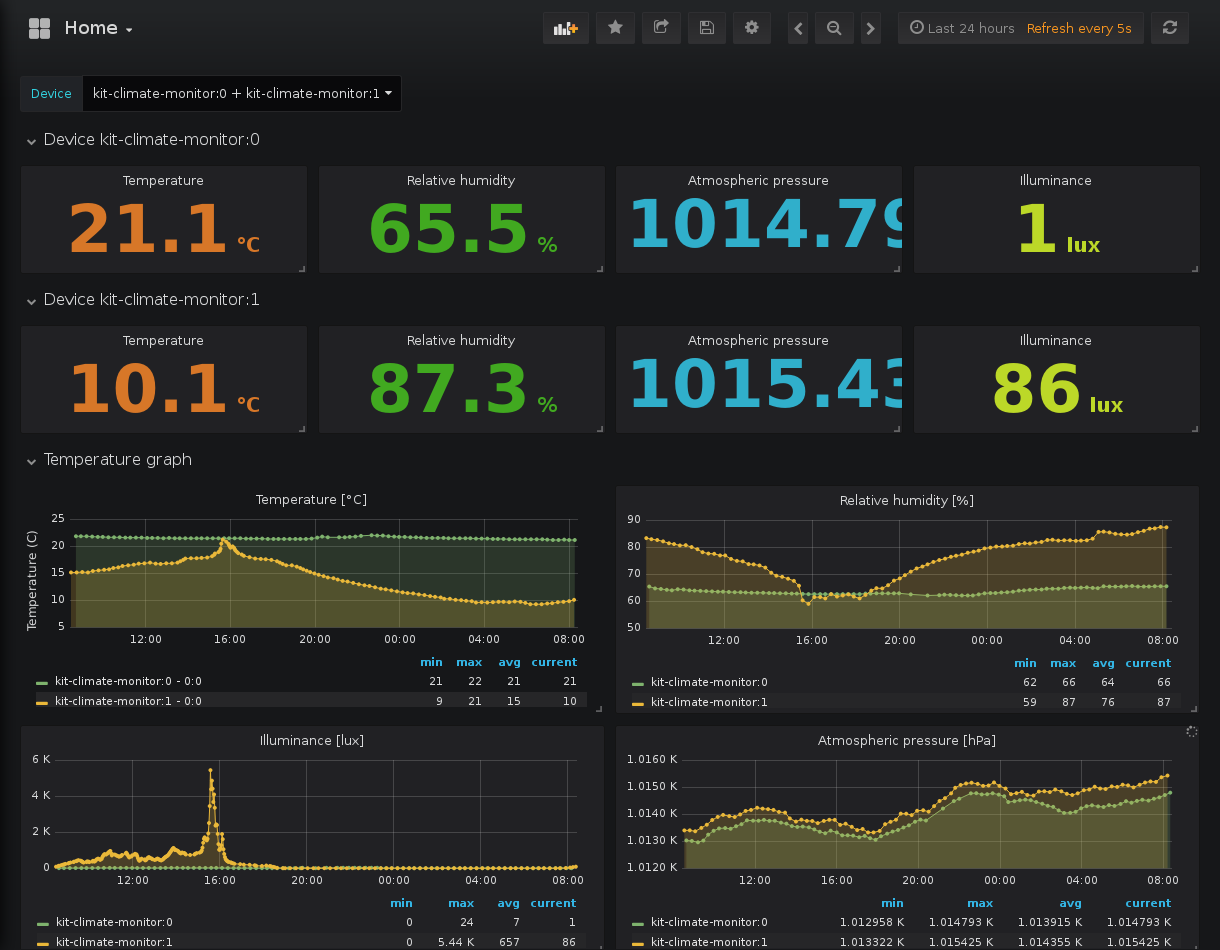 Home
Last 24 hours Refresh every 5s
Device kit-climate-monitor:0 + kit-climate-monitor:1
Device kit-climate-monitor:0
Temperature Relative humidity Atmospheric pressure Illuminance
21.1 °C 65.5 % 1014.79 1 lux
Device kit-climate-monitor:1
Temperature Relative humidity Atmospheric pressure Illuminance
10.1 °C 87.3 % 1015.43 86 lux
Temperature graph
Temperature [°C]
Temperature (C)
25
20
15
10
5
12:00 16:00 20:00 00:00 04:00 08:00
min max avg current
kit-climate-monitor:0 - 0:0 21 22 21 21
kit-climate-monitor:1 - 0:0 9 21 15 10
Relative humidity [%]
90
80
70
60
50
12:00 16:00 20:00 00:00 04:00 08:00
min max avg current
kit-climate-monitor:0 62 66 64 66
kit-climate-monitor:1 59 87 76 87
Illuminance [lux]
6 K
4 K
2 K
0
12:00 16:00 20:00 00:00 04:00 08:00
min max avg current
kit-climate-monitor:0 0 24 7 1
kit-climate-monitor:1 0 5.44 K 657 86
Atmospheric pressure [hPa]
1.0160 K
1.0150 K
1.0140 K
1.0130 K
1.0120 K
12:00 16:00 20:00 00:00 04:00 08:00
min max avg current
kit-climate-monitor:0 1.012958 K 1.014793 K 1.013915 K 1.014793 K
kit-climate-monitor:1 1.013322 K 1.015425 K 1.014355 K 1.015425 K